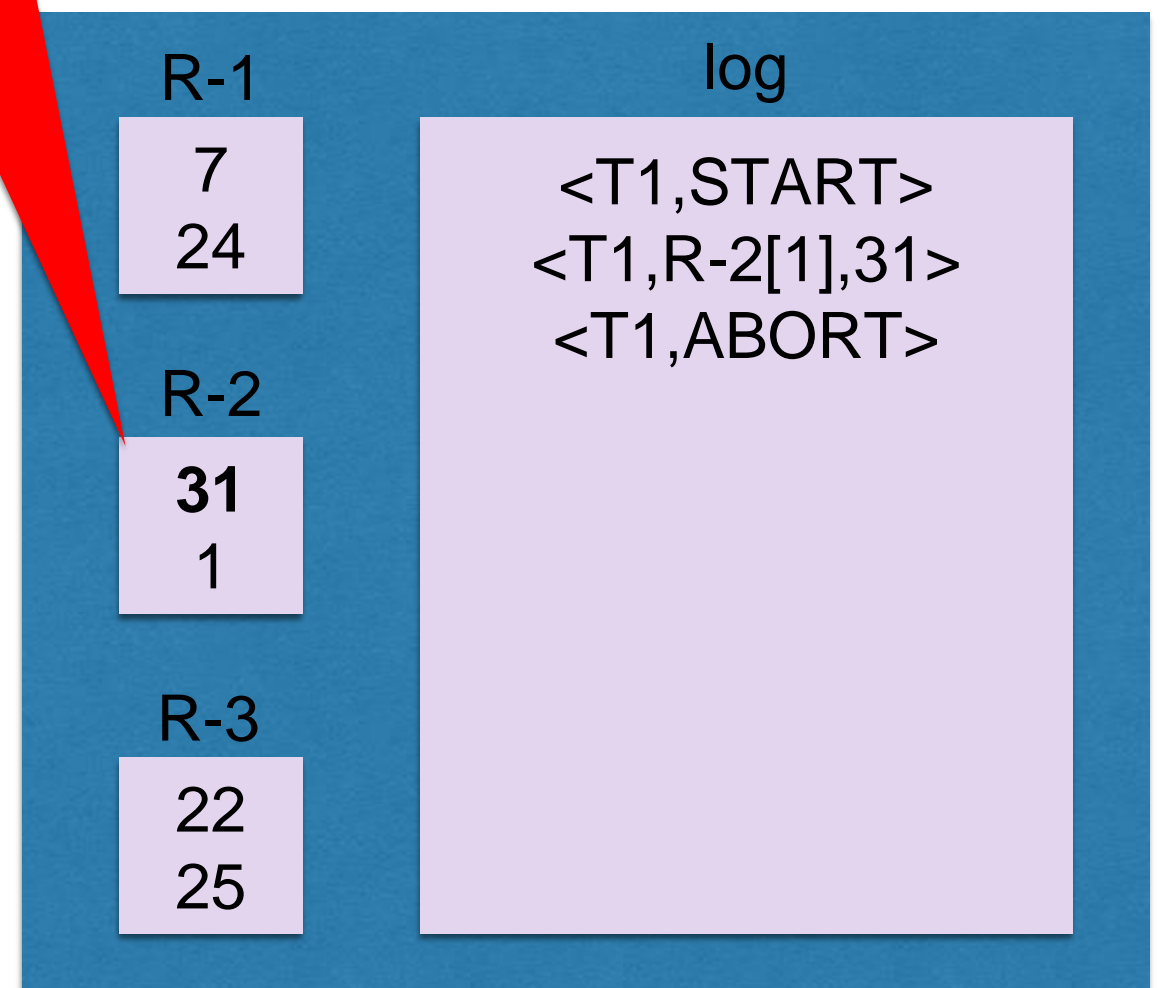 R-1
7
24
R-2
31
1
R-3
22
25
log
<T1,START>
<T1,R-2[1],31>
<T1,ABORT>